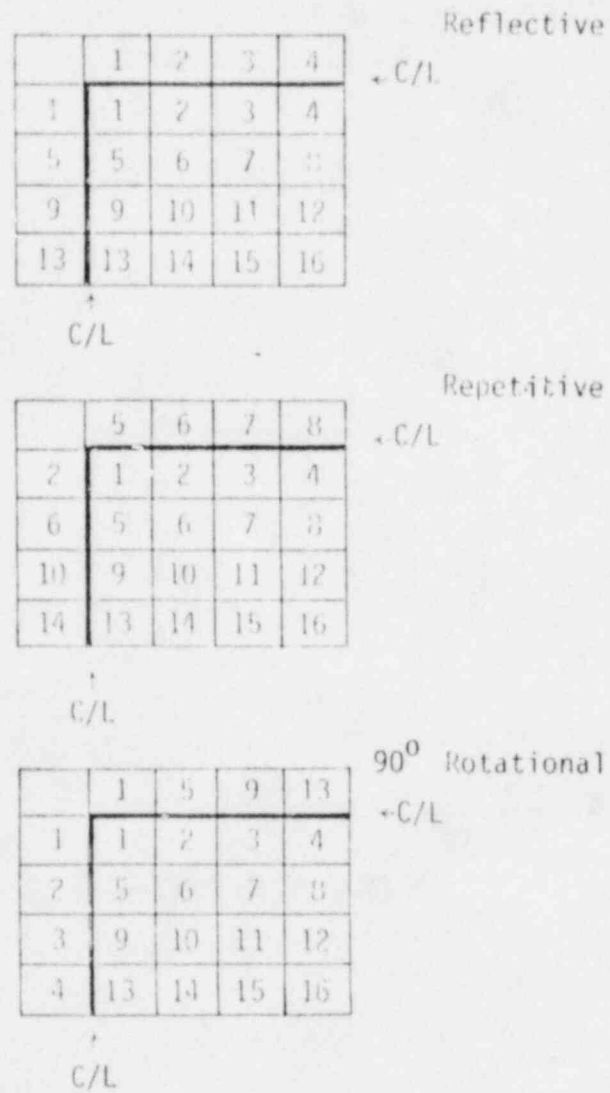 Reflective
1 2 3 4
←C/L
1 1 2 3 4
5 5 6 7 8
9 9 10 11 12
13 13 14 15 16
↑
C/L
Repetitive
5 6 7 8
←C/L
2 1 2 3 4
6 5 6 7 8
10 9 10 11 12
14 13 14 15 16
↑
C/L
90° Rotational
1 5 9 13
←C/L
1 1 2 3 4
2 5 6 7 8
3 9 10 11 12
4 13 14 15 16
↑
C/L